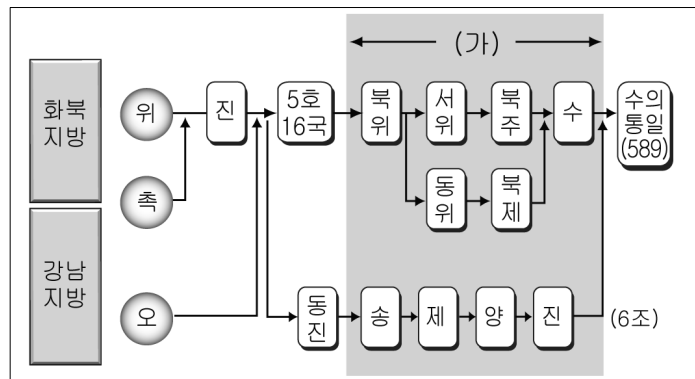 (가)
화북
지방
위
진
5호
16국
북
위
서
위
북
주
수
수의
통일
(589)
촉
동
위
북
제
강남
지방
오
동
진
송
제
양
진
(6조)